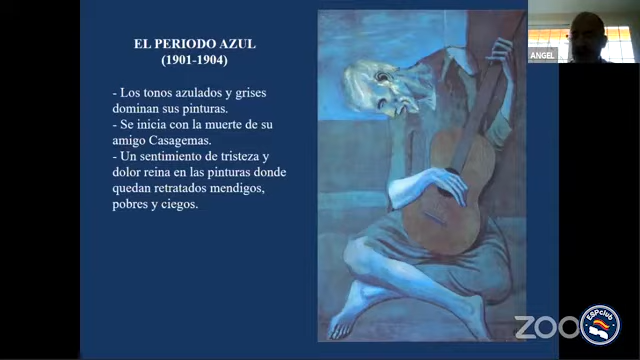 EL PERIODO AZUL
(1901-1904)
- Los tonos azulados y grises
dominan sus pinturas.
- Se inicia con la muerte de su
amigo Casagemas.
- Un sentimiento de tristeza y
dolor reina en las pinturas donde
quedan retratados mendigos,
pobres y ciegos.
ANGEL
ZOO
ESPclub